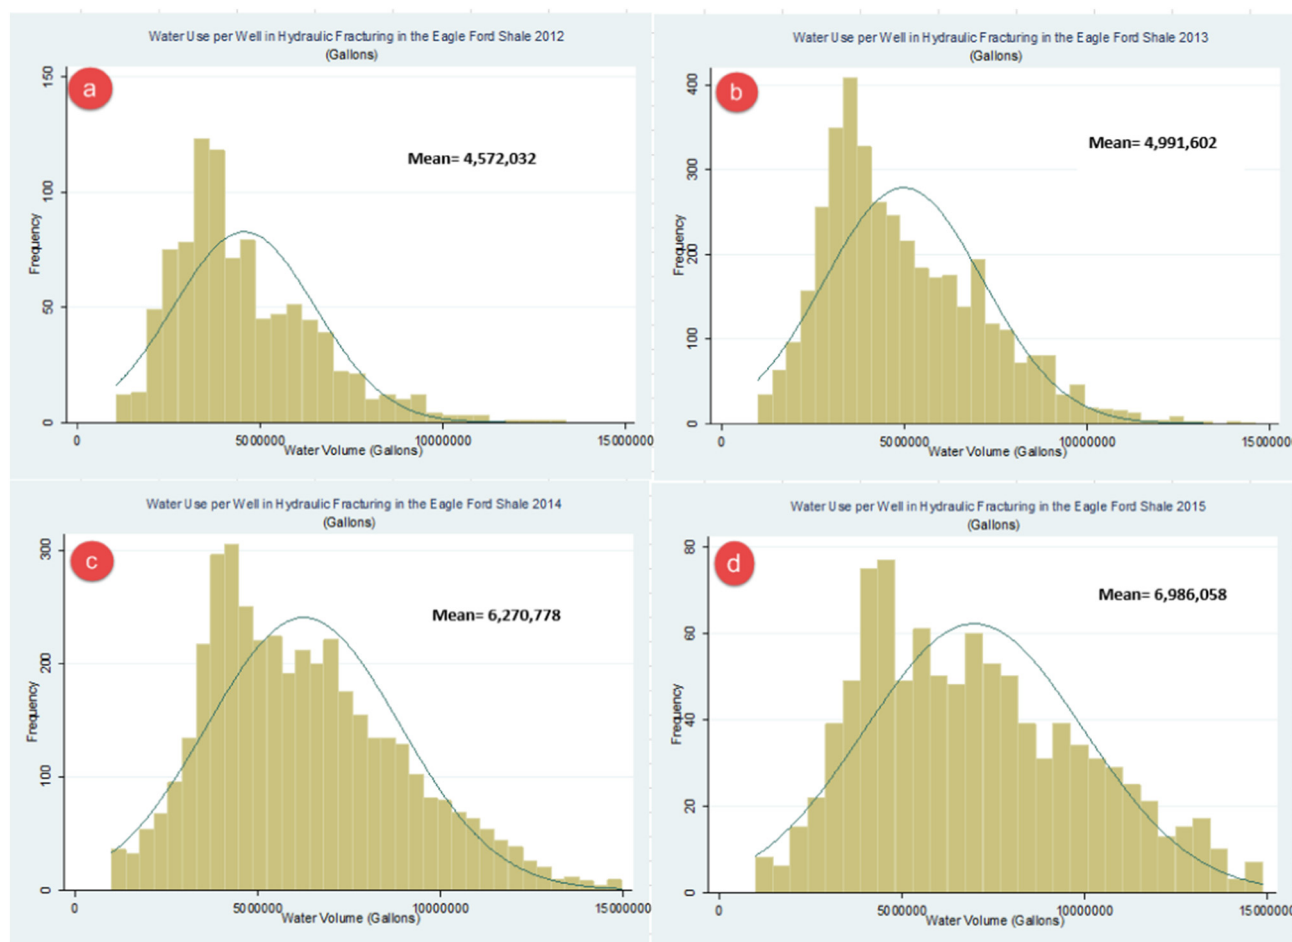 Water Use per Well in Hydraulic Fracturing in the Eagle Ford Shale 2012
(Gallons)
a
Mean= 4,572,032
Frequency
150
100
50
0
0 5000000 10000000 15000000
Water Volume (Gallons)
Water Use per Well in Hydraulic Fracturing in the Eagle Ford Shale 2013
(Gallons)
b
Mean= 4,991,602
Frequency
400
300
200
100
0
0 5000000 10000000 15000000
Water Volume (Gallons)
Water Use per Well in Hydraulic Fracturing in the Eagle Ford Shale 2014
(Gallons)
c
Mean= 6,270,778
Frequency
300
200
100
0
0 5000000 10000000 15000000
Water Volume (Gallons)
Water Use per Well in Hydraulic Fracturing in the Eagle Ford Shale 2015
(Gallons)
d
Mean= 6,986,058
Frequency
80
60
40
20
0
0 5000000 10000000 15000000
Water Volume (Gallons)